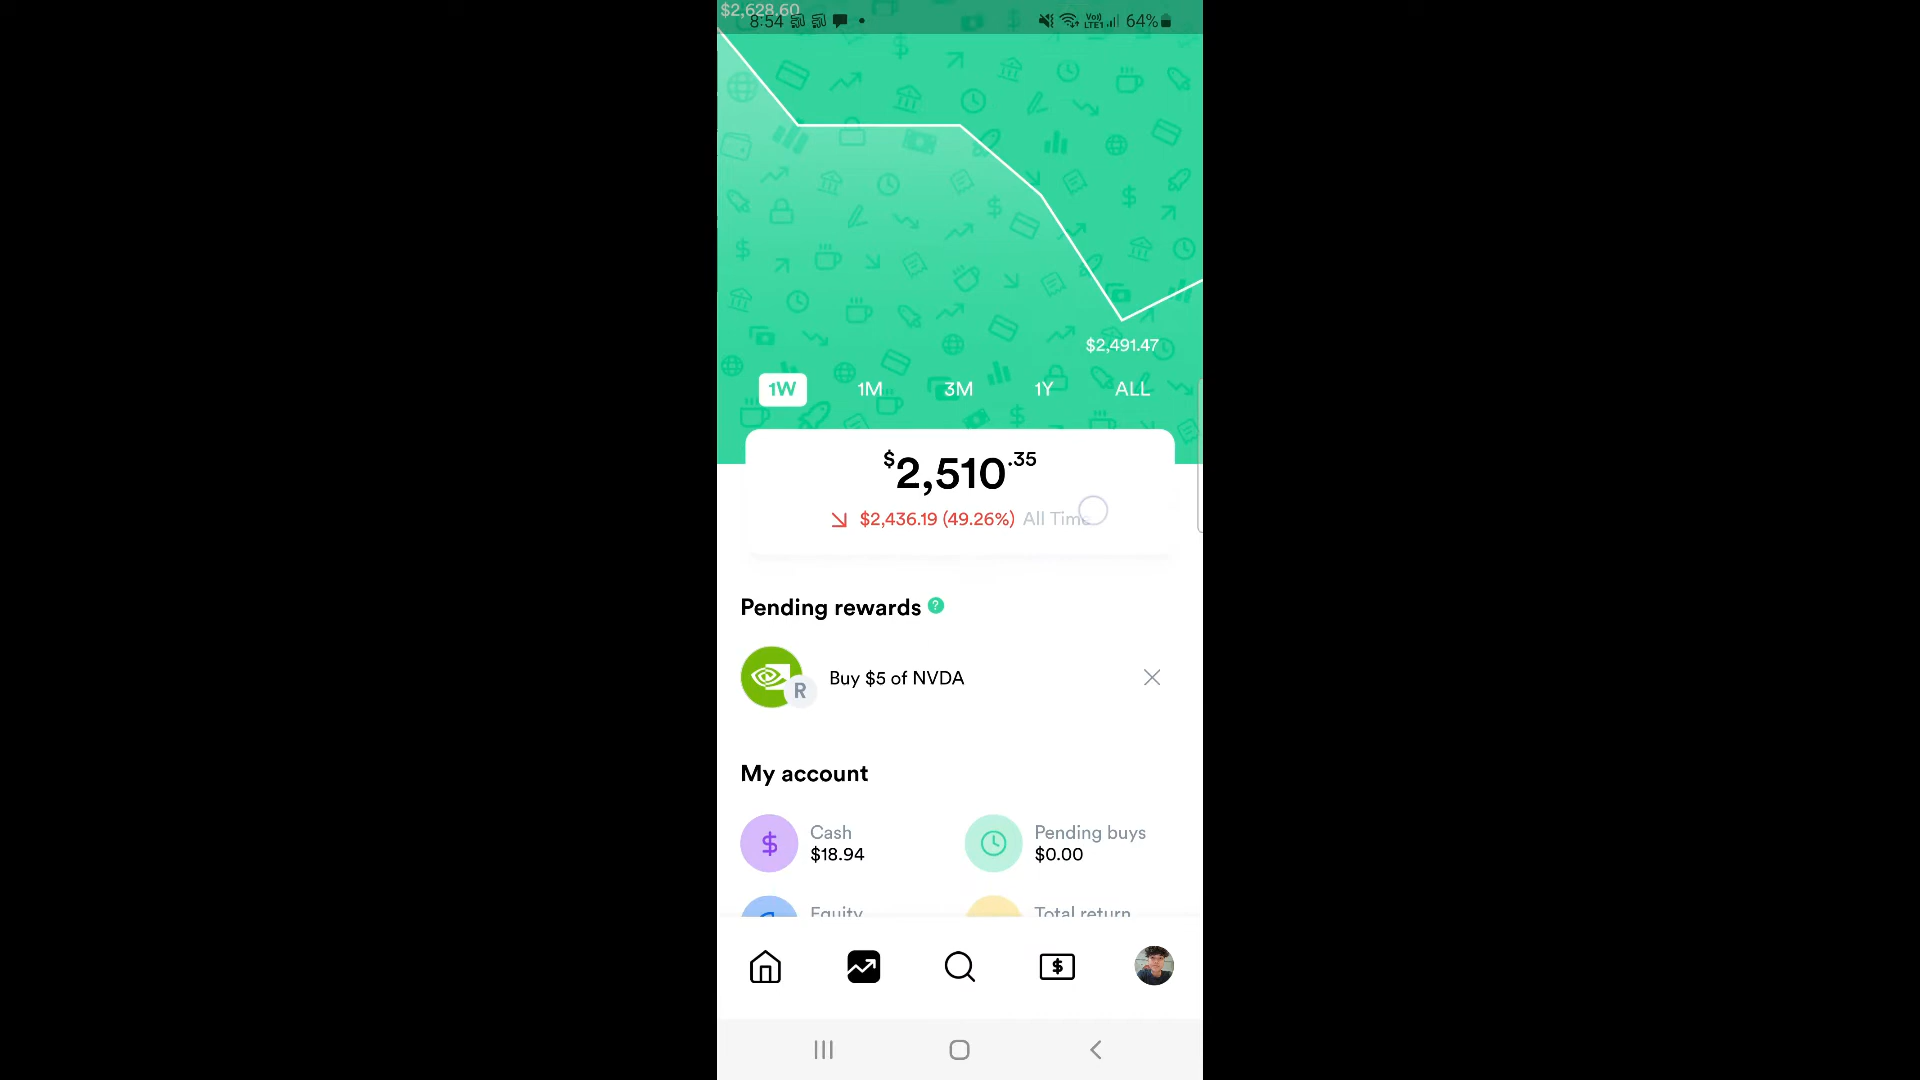 $2,628.60
8:54 64%
$2,491.47
1W 1M 3M 1Y ALL
$2,510.35
$2,436.19 (49.26%) All Time
Pending rewards ?
R Buy $5 of NVDA
My account
Cash Pending buys
$18.94 $0.00
Equity Total return